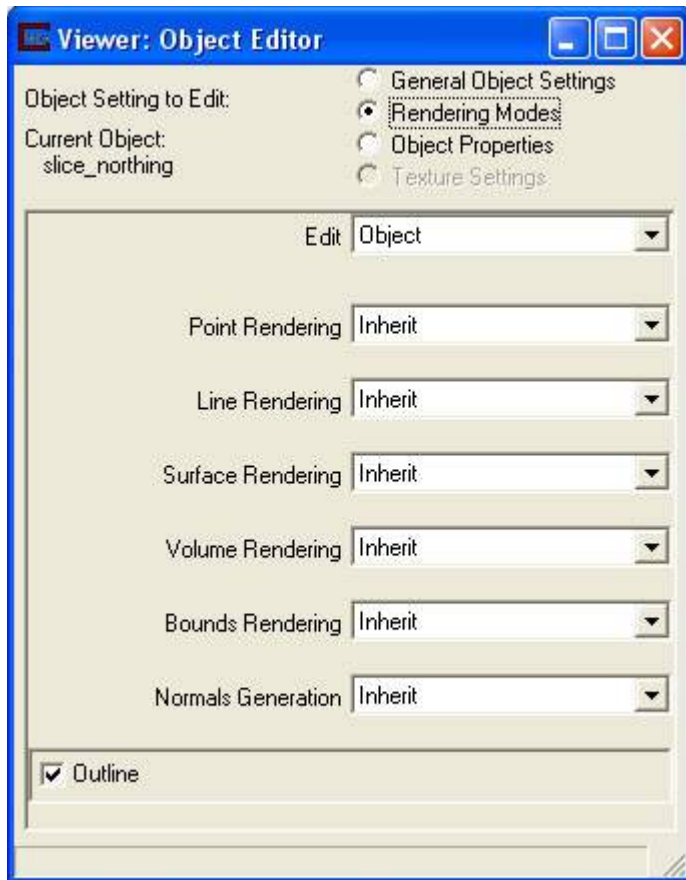 Viewer: Object Editor
Object Setting to Edit:
General Object Settings
Rendering Modes
Object Properties
Texture Settings
Current Object:
slice_northing
Edit Object
Point Rendering Inherit
Line Rendering Inherit
Surface Rendering Inherit
Volume Rendering Inherit
Bounds Rendering Inherit
Normals Generation Inherit
Outline